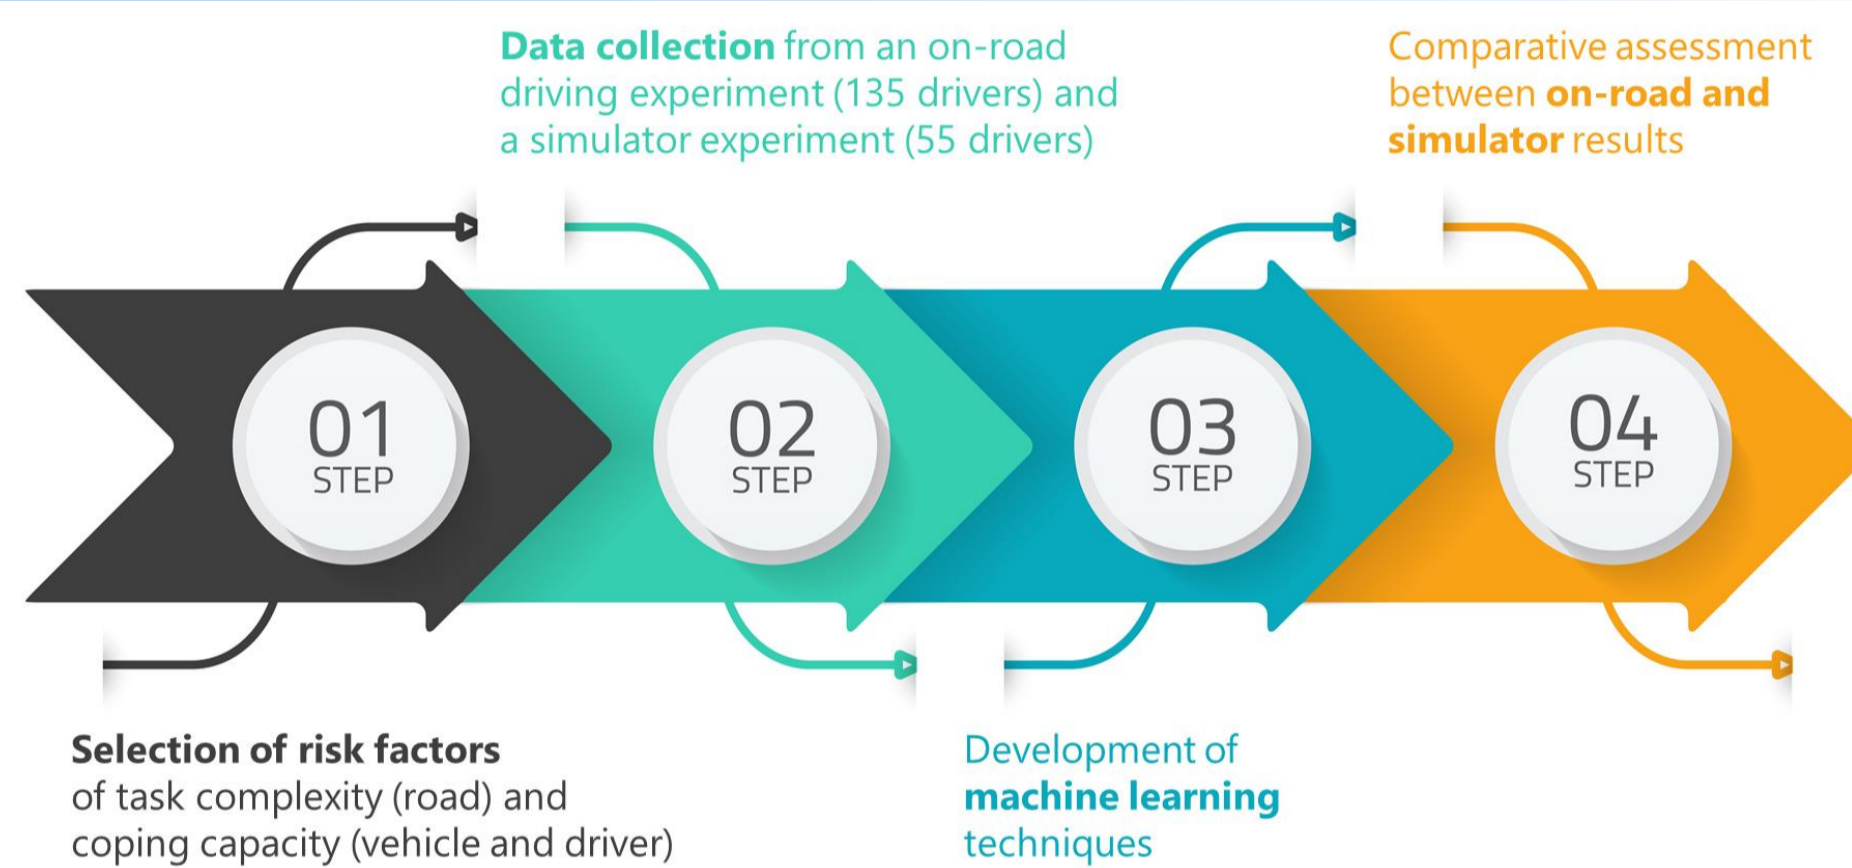 Data collection from an on-road
driving experiment (135 drivers) and
a simulator experiment (55 drivers)
Comparative assessment
between on-road and
simulator results
01
STEP
02
STEP
03
STEP
04
STEP
Selection of risk factors
of task complexity (road) and
coping capacity (vehicle and driver)
Development of
machine learning
techniques